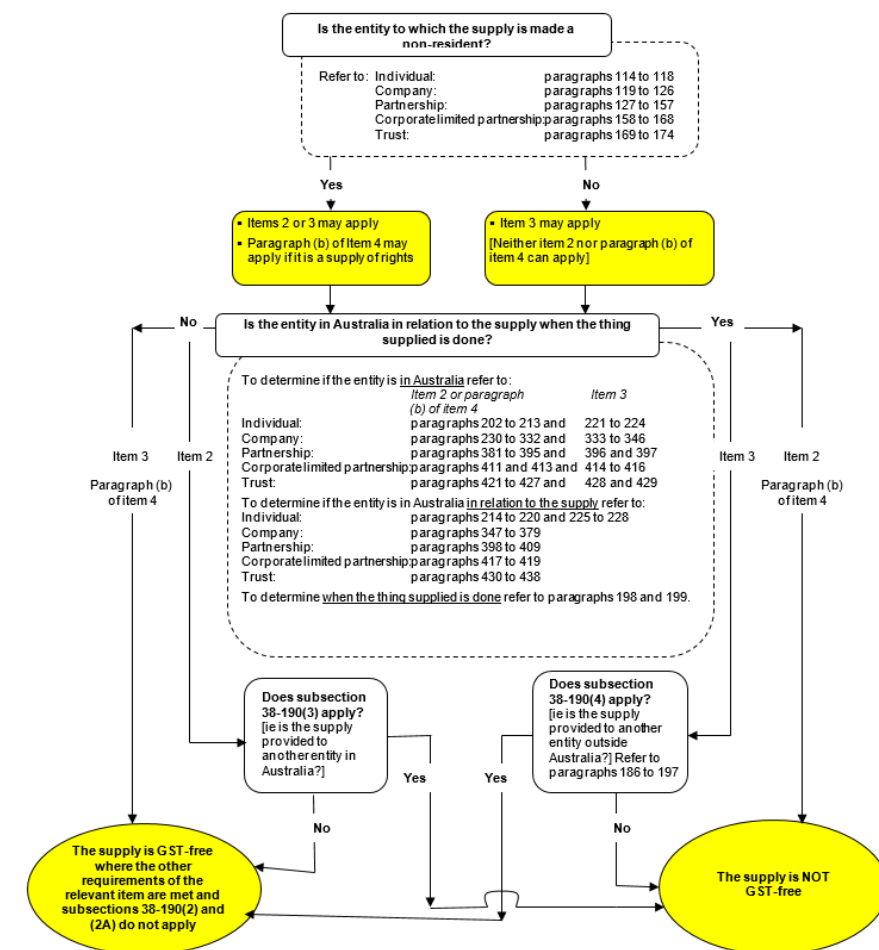 Is the entity to which the supply is made a
non-resident?
Refer to: Individual: paragraphs 114 to 118
Company: paragraphs 119 to 126
Partnership: paragraphs 127 to 157
Corporate limited partnership: paragraphs 158 to 168
Trust: paragraphs 169 to 174
Yes
No
▪ Items 2 or 3 may apply
▪ Paragraph (b) of Item 4 may
apply if it is a supply of rights
▪ Item 3 may apply
[Neither item 2 nor paragraph (b) of
item 4 can apply]
No
Is the entity in Australia in relation to the supply when the thing
supplied is done?
Yes
To determine if the entity is in Australia refer to:
Item 2 or paragraph Item 3
(b) of item 4
Individual: paragraphs 202 to 213 and 221 to 224
Company: paragraphs 230 to 332 and 333 to 346
Partnership: paragraphs 381 to 395 and 396 and 397
Corporate limited partnership: paragraphs 411 and 413 and 414 to 416
Trust: paragraphs 421 to 427 and 428 and 429
To determine if the entity is in Australia in relation to the supply refer to:
Individual: paragraphs 214 to 220 and 225 to 228
Company: paragraphs 347 to 379
Partnership: paragraphs 398 to 409
Corporate limited partnership: paragraphs 417 to 419
Trust: paragraphs 430 to 438
To determine when the thing supplied is done refer to paragraphs 198 and 199.
Item 3
Paragraph (b)
of item 4
Item 2
Item 3
Item 2
Paragraph (b)
of item 4
Does subsection
38-190(3) apply?
[ie is the supply
provided to
another entity in
Australia?]
Does subsection
38-190(4) apply?
[ie is the supply
provided to another
entity outside
Australia?] Refer to
paragraphs 186 to 197
Yes
Yes
No
No
The supply is GST-free
where the other
requirements of the
relevant item are met and
subsections 38-190(2) and
(2A) do not apply
The supply is NOT
GST-free